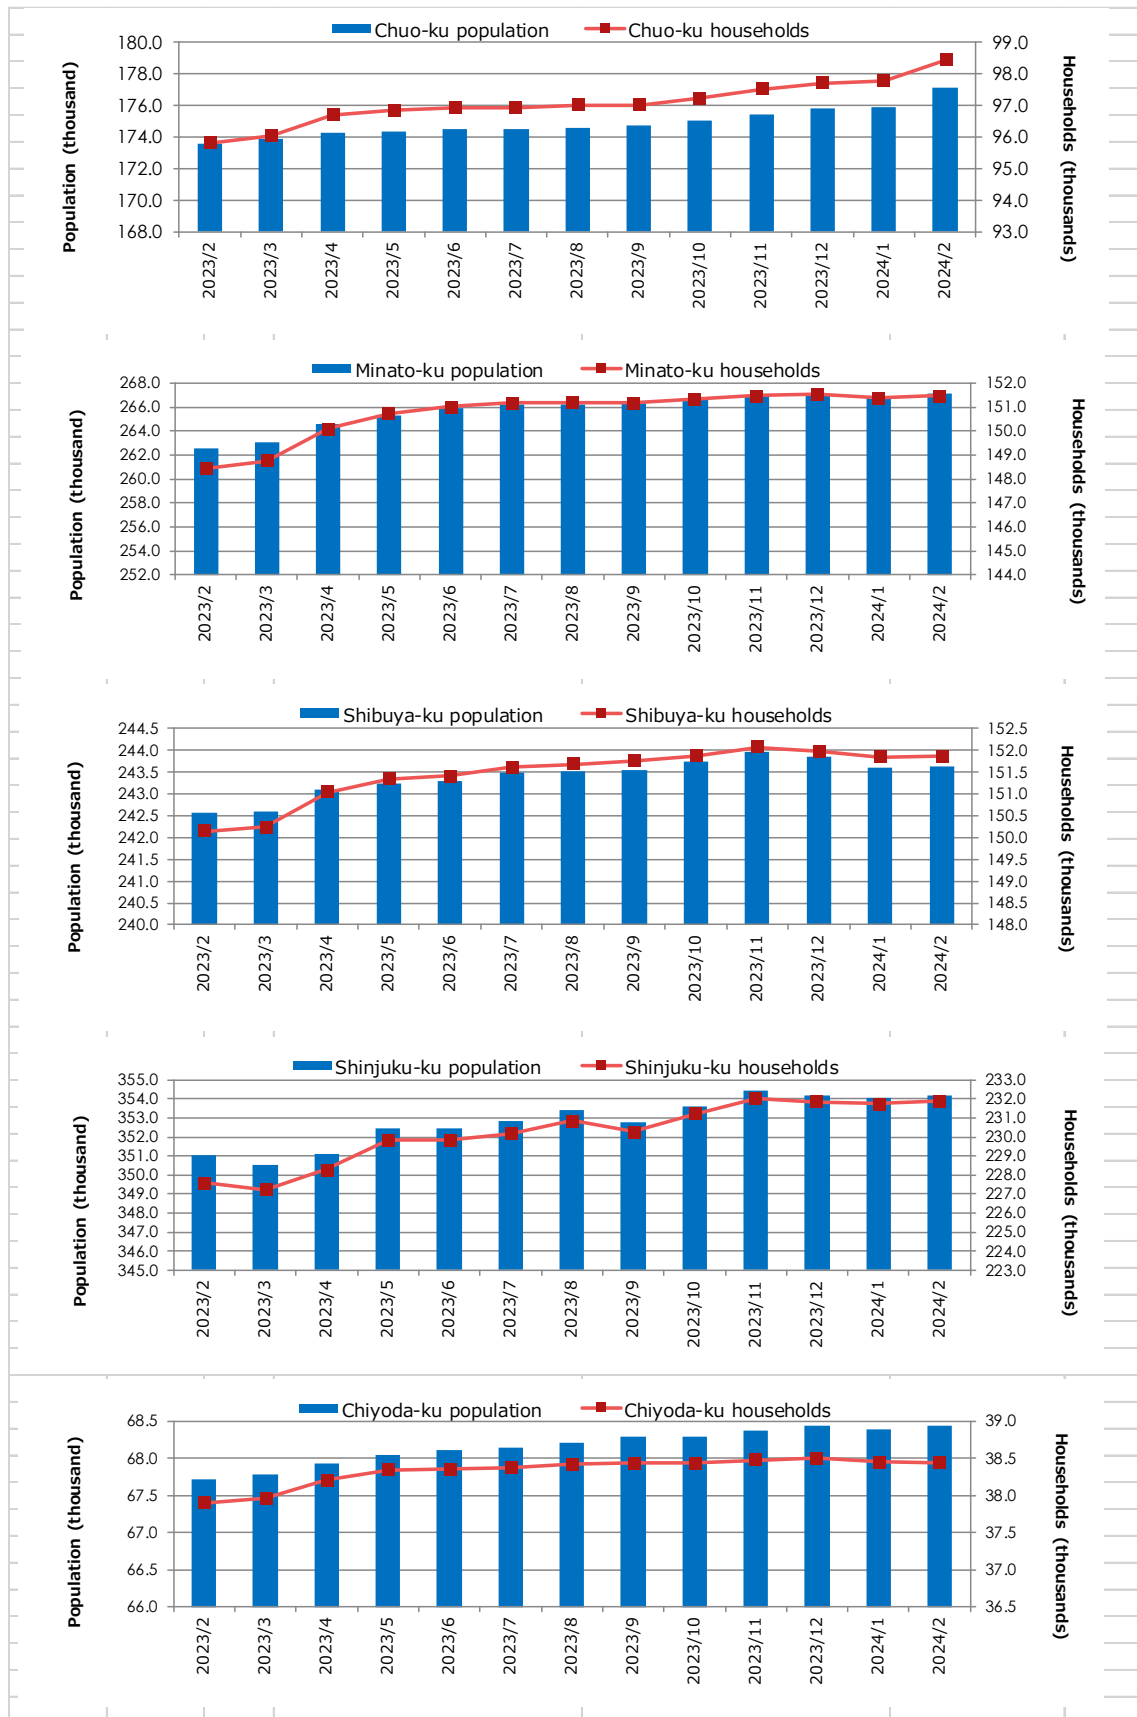 Chuo-ku population Chuo-ku households
180.0 99.0
178.0 98.0
176.0 97.0
174.0 96.0
172.0 95.0
170.0 94.0
168.0 93.0
Population (thousand)
Households (thousands)
2023/2 2023/3 2023/4 2023/5 2023/6 2023/7 2023/8 2023/9 2023/10 2023/11 2023/12 2024/1 2024/2
Minato-ku population Minato-ku households
268.0 152.0
266.0 151.0
264.0 150.0
262.0 149.0
260.0 148.0
258.0 147.0
256.0 146.0
254.0 145.0
252.0 144.0
Population (thousand)
Households (thousands)
2023/2 2023/3 2023/4 2023/5 2023/6 2023/7 2023/8 2023/9 2023/10 2023/11 2023/12 2024/1 2024/2
Shibuya-ku population Shibuya-ku households
244.5 152.5
244.0 152.0
243.5 151.5
243.0 151.0
242.5 150.5
242.0 150.0
241.5 149.5
241.0 149.0
240.5 148.5
240.0 148.0
Population (thousand)
Households (thousands)
2023/2 2023/3 2023/4 2023/5 2023/6 2023/7 2023/8 2023/9 2023/10 2023/11 2023/12 2024/1 2024/2
Shinjuku-ku population Shinjuku-ku households
355.0 233.0
354.0 232.0
353.0 231.0
352.0 230.0
351.0 229.0
350.0 228.0
349.0 227.0
348.0 226.0
347.0 225.0
346.0 224.0
345.0 223.0
Population (thousand)
Households (thousands)
2023/2 2023/3 2023/4 2023/5 2023/6 2023/7 2023/8 2023/9 2023/10 2023/11 2023/12 2024/1 2024/2
Chiyoda-ku population Chiyoda-ku households
68.5 39.0
68.0 38.5
67.5 38.0
67.0 37.5
66.5 37.0
66.0 36.5
Population (thousand)
Households (thousands)
2023/2 2023/3 2023/4 2023/5 2023/6 2023/7 2023/8 2023/9 2023/10 2023/11 2023/12 2024/1 2024/2